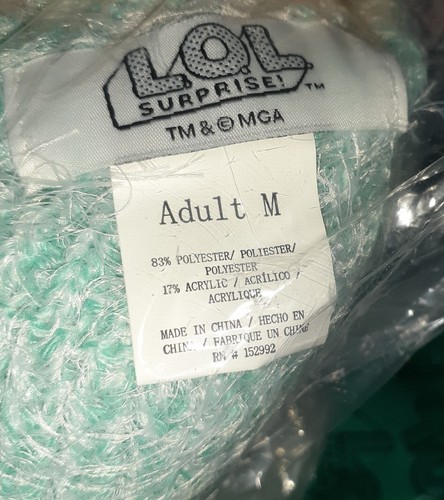 L.O.L.
SURPRISE! ™
TM & © MGA
Adult M
83% POLYESTER/ POLIESTER/
POLYESTER
17% ACRYLIC / ACRÍLICO /
ACRYLIQUE
MADE IN CHINA / HECHO EN
CHINA/ FABRIQUE UN CHINE
RN # 152992